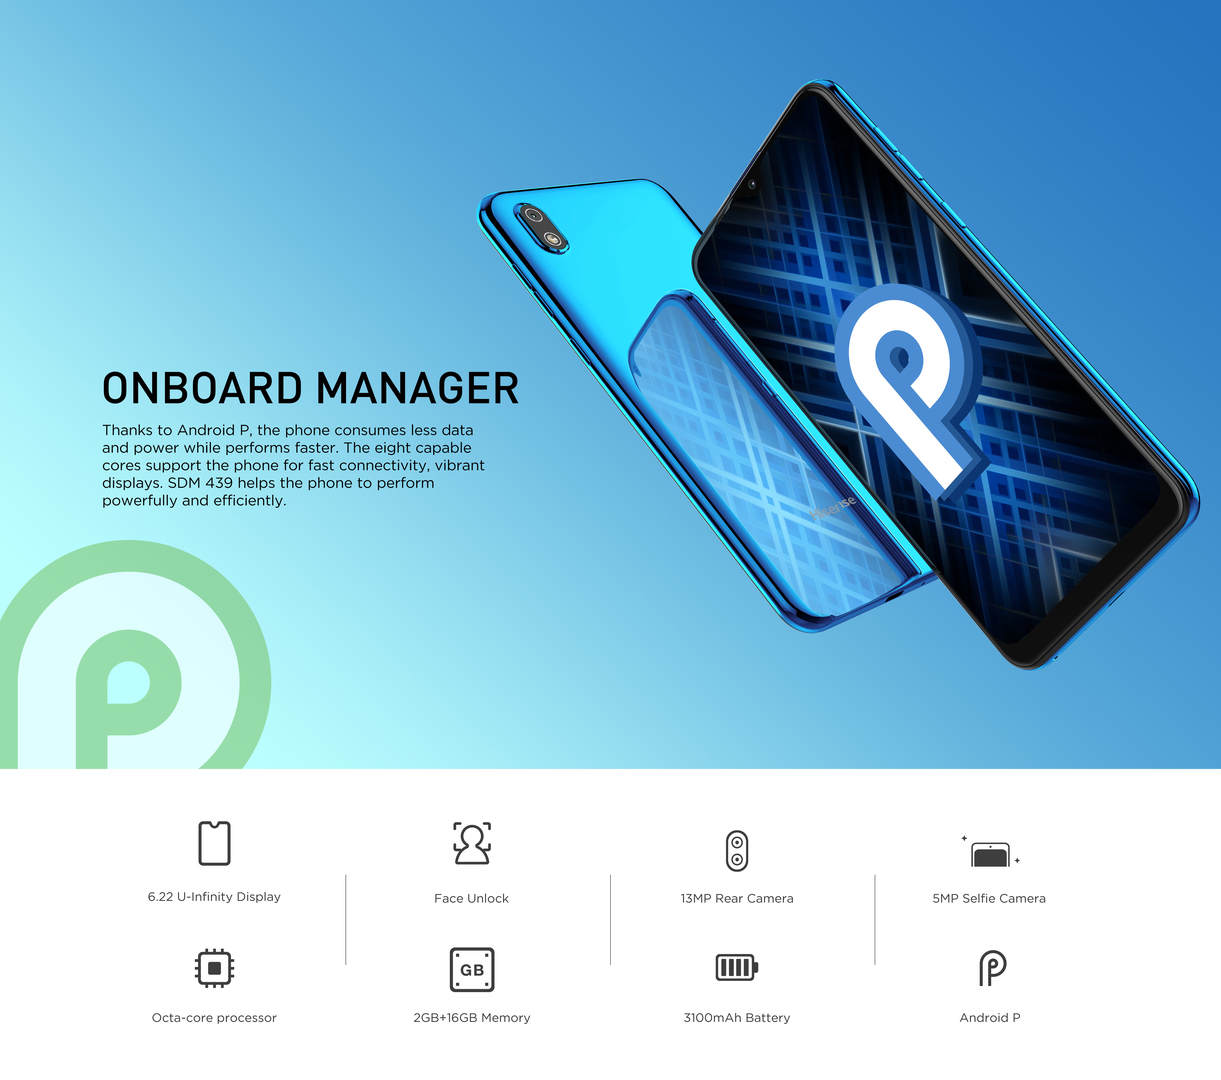 ONBOARD MANAGER
Thanks to Android P, the phone consumes less data
and power while performs faster. The eight capable
cores support the phone for fast connectivity, vibrant
displays. SDM 439 helps the phone to perform
powerfully and efficiently.
Hisense
6.22 U-Infinity Display
Face Unlock
13MP Rear Camera
5MP Selfie Camera
GB
Octa-core processor
2GB+16GB Memory
3100mAh Battery
Android P